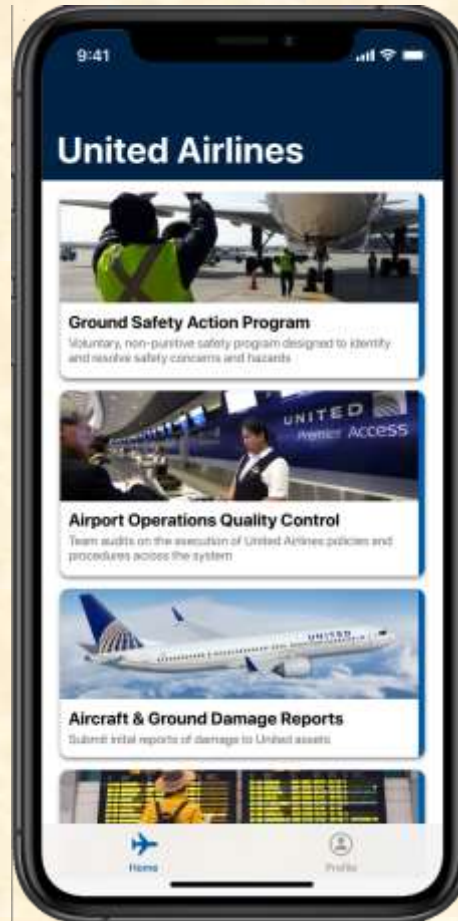 9:41
United Airlines
Ground Safety Action Program
Voluntary, non-punitive safety program designed to identify
and resolve safety concerns and hazards
UNITED
Premier Access
Airport Operations Quality Control
Team audits on the execution of United Airlines policies and
procedures across the system
UNITED
Aircraft & Ground Damage Reports
Submit inital reports of damage to United assets
Home
Profile